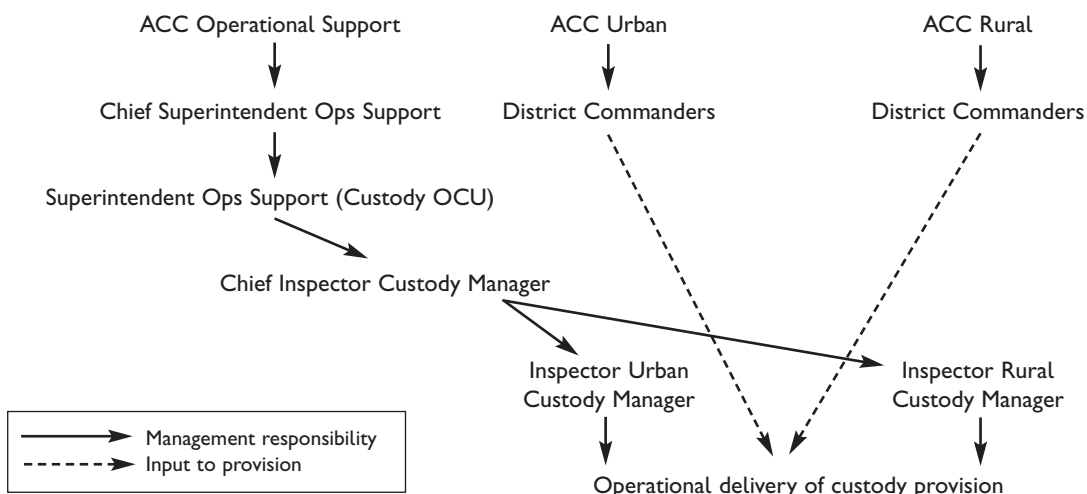 ACC Operational Support
ACC Urban
ACC Rural
Chief Superintendent Ops Support
District Commanders
District Commanders
Superintendent Ops Support (Custody OCU)
Chief Inspector Custody Manager
Inspector Urban
Custody Manager
Inspector Rural
Custody Manager
Management responsibility
Input to provision
Operational delivery of custody provision